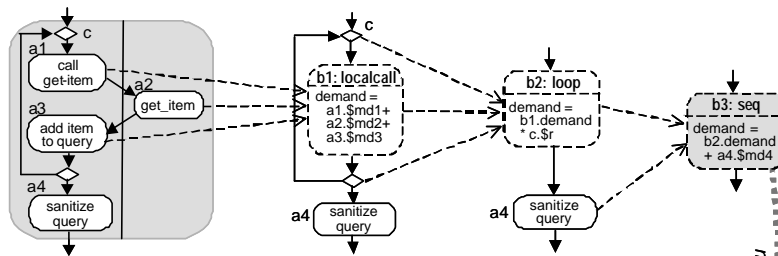 c
a1
call
get-item
a2
get_item
a3
add item
to query
a4
sanitize
query
c
b1: localcall
demand =
a1.$md1+
a2.$md2+
a3.$md3
a4
sanitize
query
b2: loop
demand =
b1.demand
* c.$r
a4
sanitize
query
b3: seq
demand =
b2.demand
+ a4.$md4